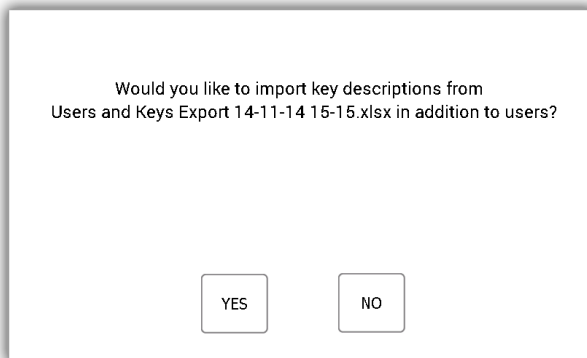 Would you like to import key descriptions from
Users and Keys Export 14-11-14 15-15.xlsx in addition to users?
YES NO